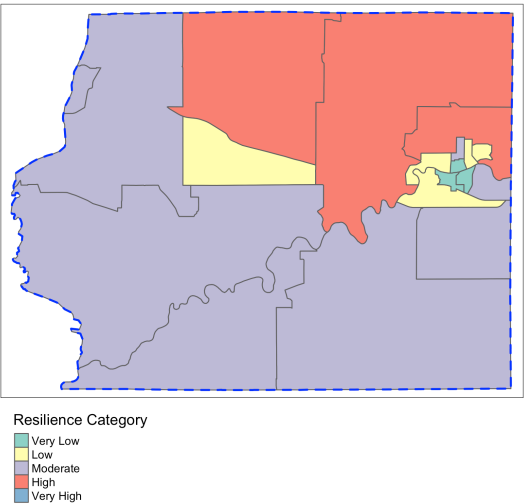 Resilience Category
Very Low
Low
Moderate
High
Very High